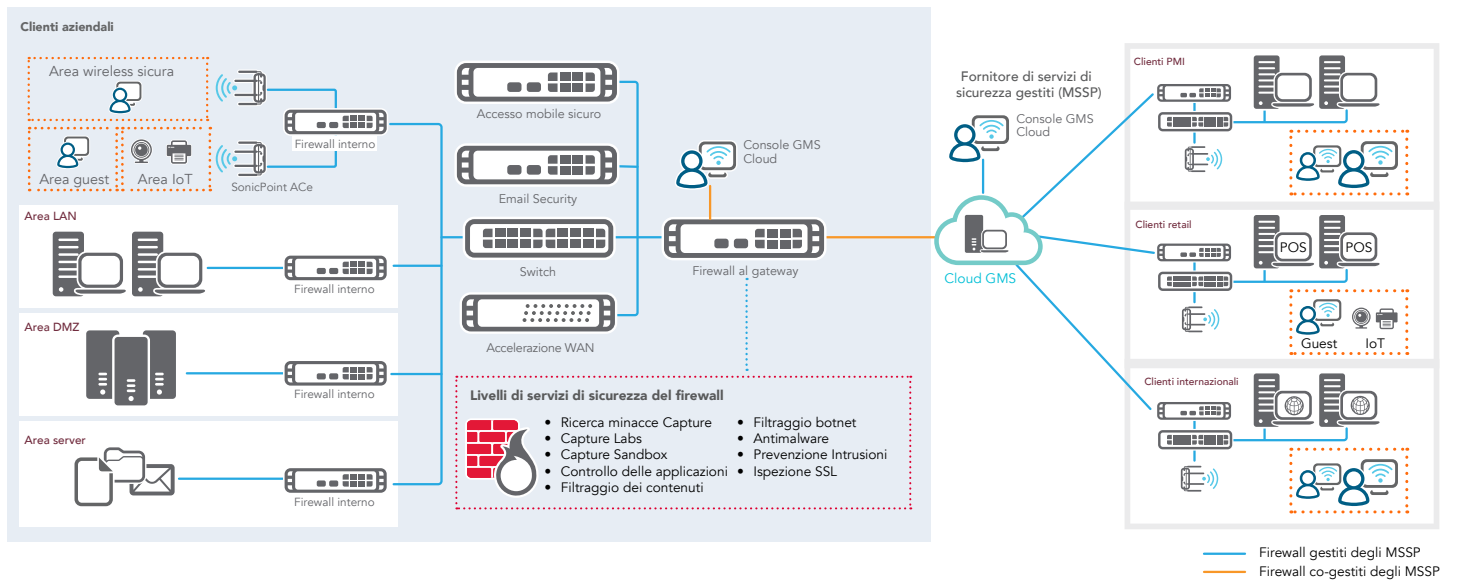 Clienti aziendali
Area wireless sicura
Area guest
Area IoT
SonicPoint ACe
Firewall interno
Area LAN
Firewall interno
Area DMZ
Firewall interno
Area server
Firewall interno
Accesso mobile sicuro
Email Security
Switch
Accelerazione WAN
Console GMS
Cloud
Firewall al gateway
Livelli di servizi di sicurezza del firewall
• Ricerca minacce Capture
• Capture Labs
• Capture Sandbox
• Controllo delle applicazioni
• Filtraggio dei contenuti
• Filtraggio botnet
• Antimalware
• Prevenzione Intrusioni
• Ispezione SSL
Fornitore di servizi di
sicurezza gestiti (MSSP)
Console GMS
Cloud
Cloud GMS
Clienti PMI
Clienti retail
POS
POS
Guest
IoT
Clienti internazionali
Firewall gestiti degli MSSP
Firewall co-gestiti degli MSSP